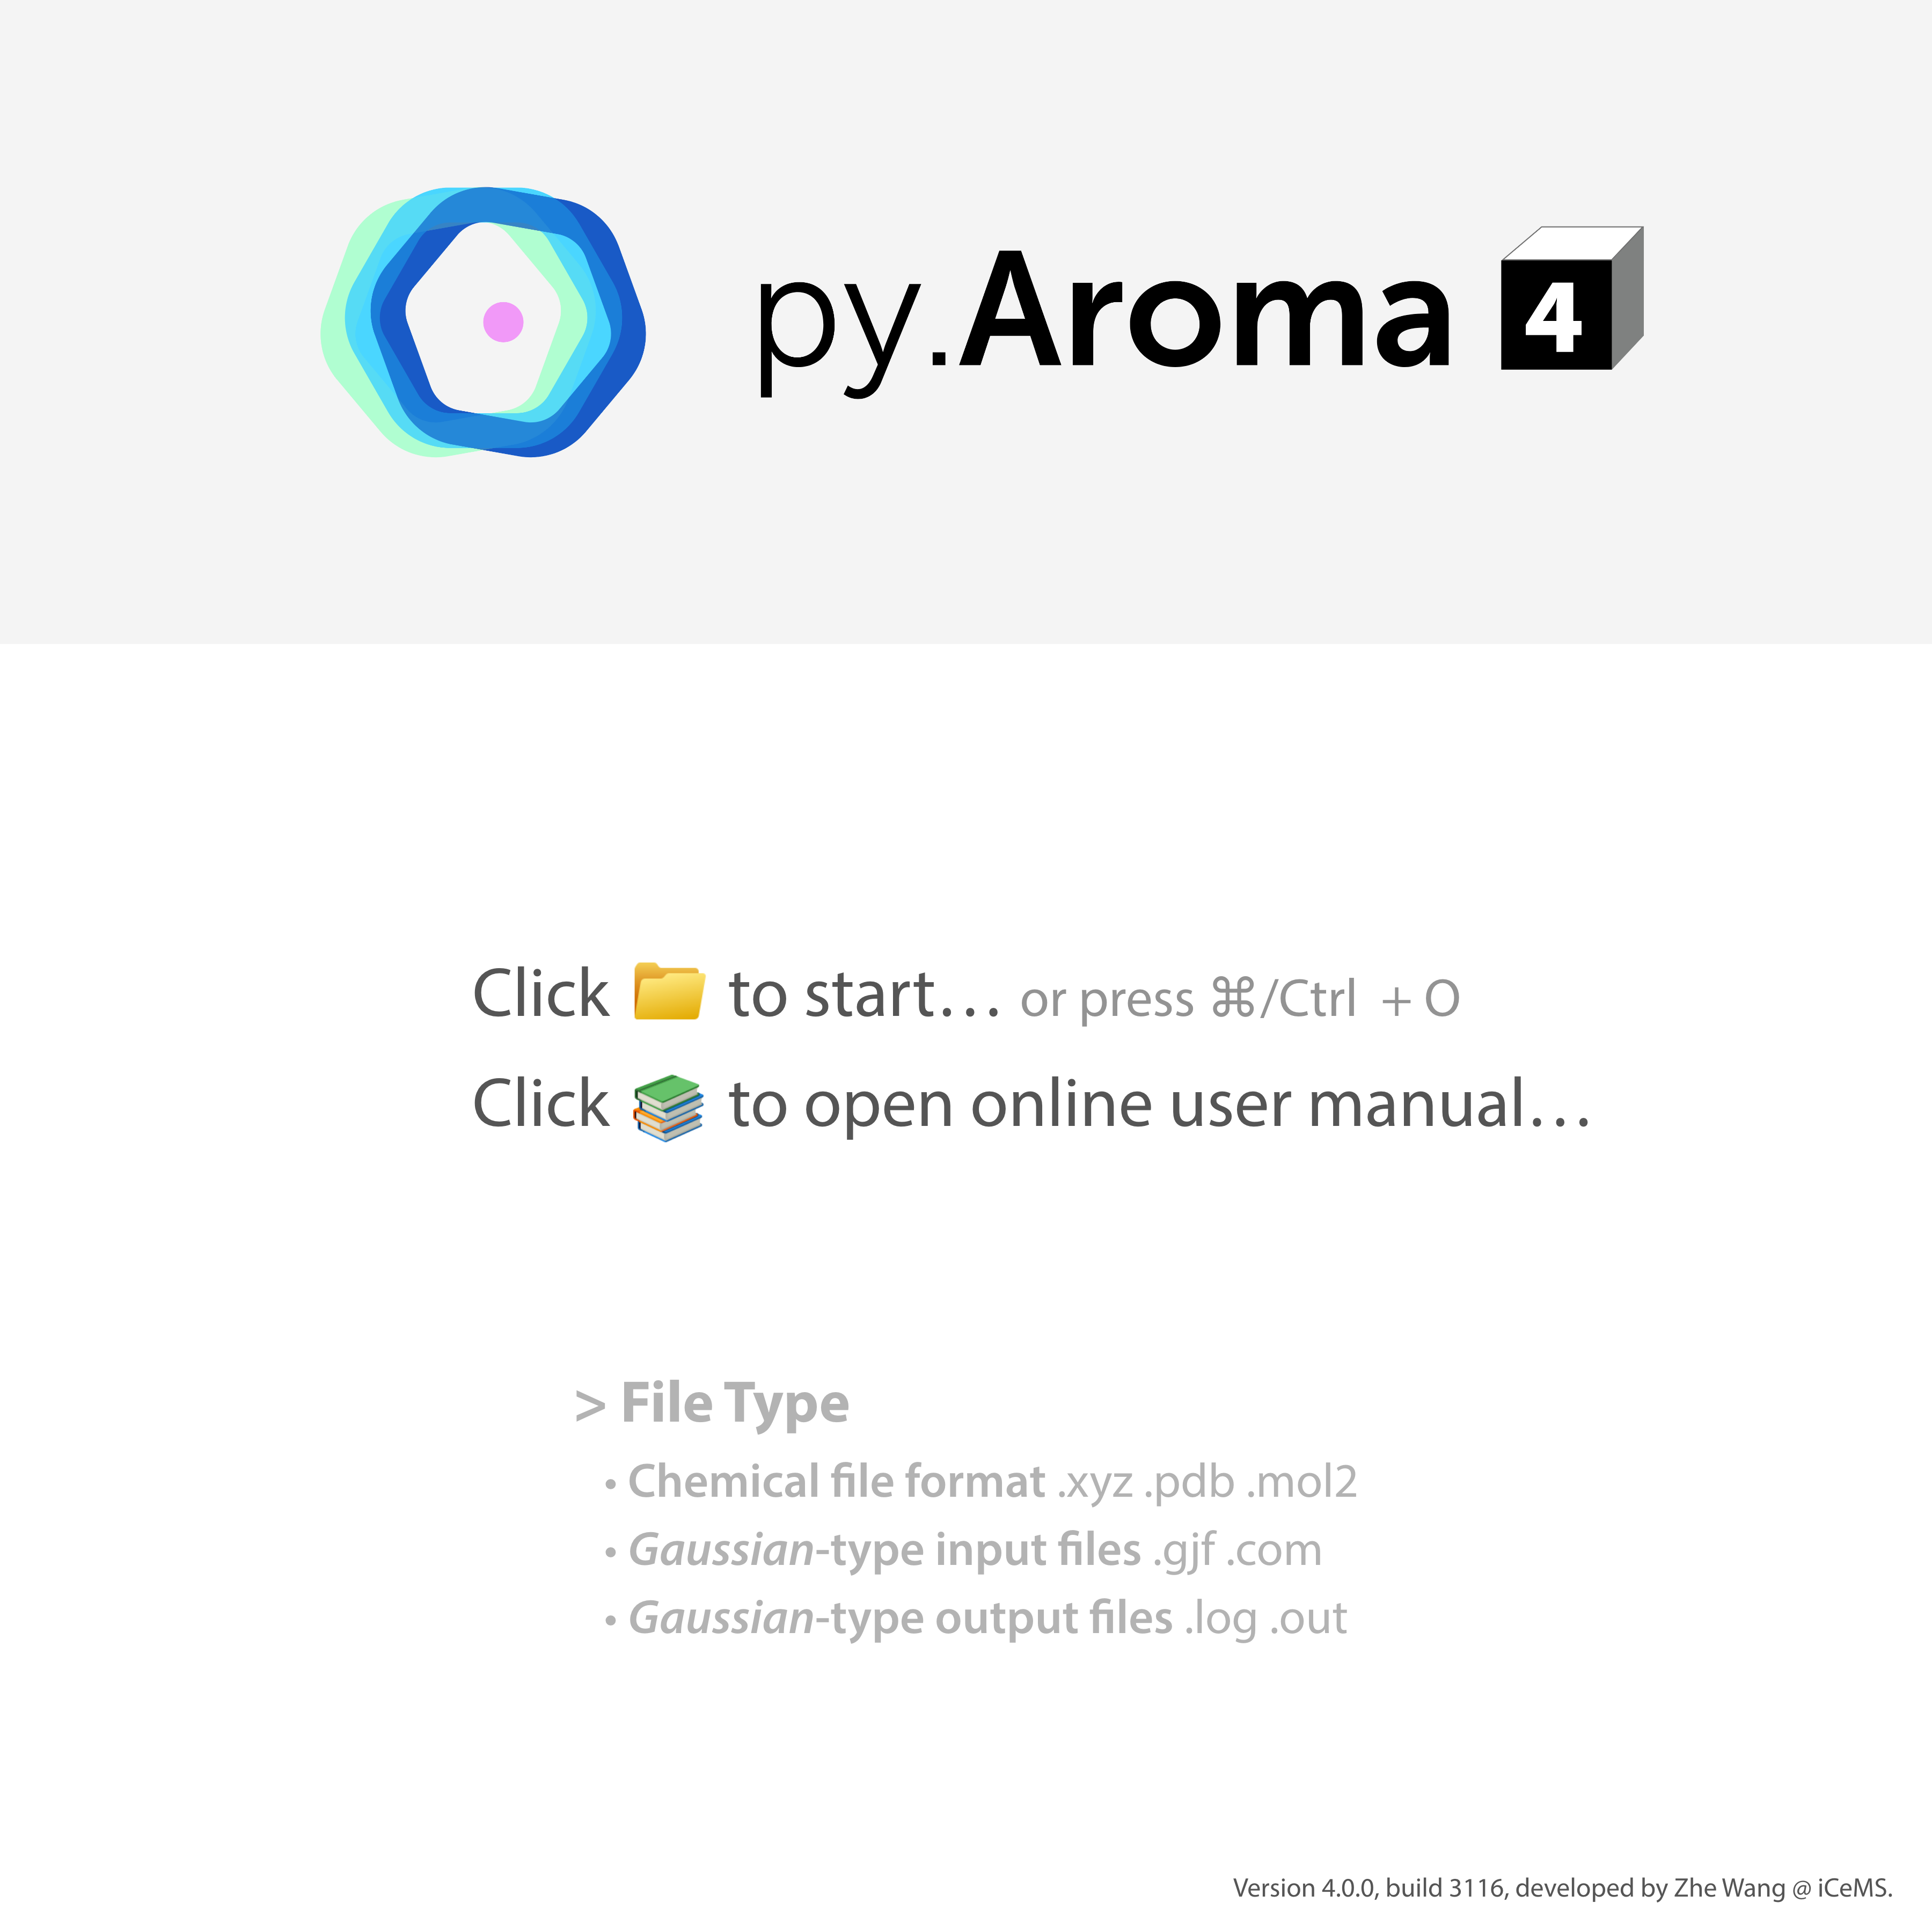 py.Aroma 4
Click 📁 to start… or press ⌘/Ctrl + O
Click 📚 to open online user manual…
> File Type
• Chemical file format .xyz .pdb .mol2
• Gaussian-type input files .gjf .com
• Gaussian-type output files .log .out
Version 4.0.0, build 3116, developed by Zhe Wang @ iCeMS.